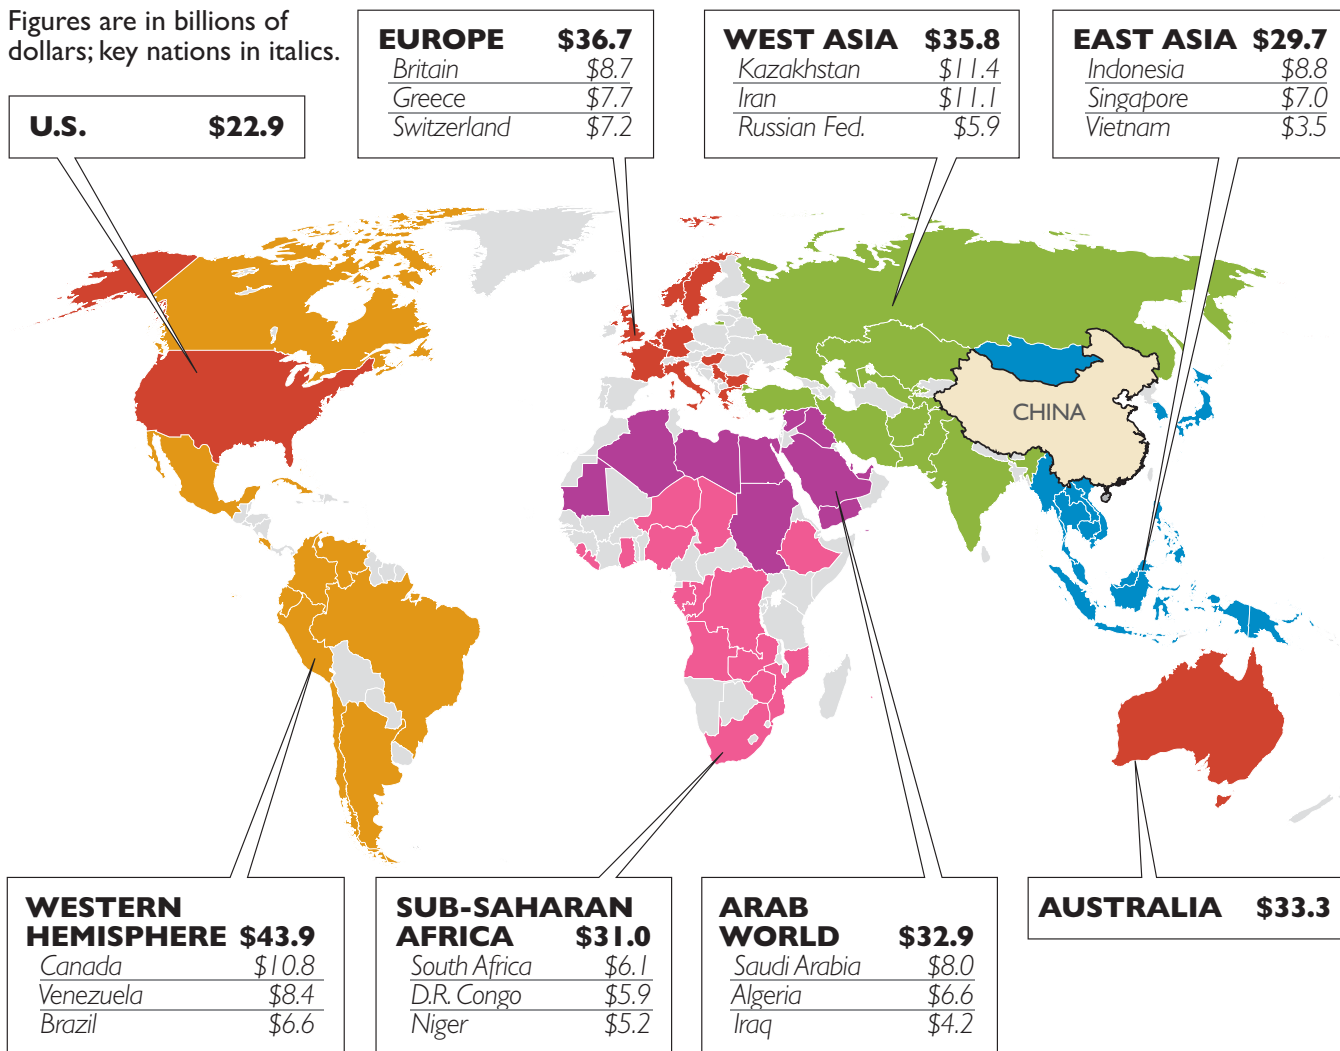 Figures are in billions of
dollars; key nations in italics.
U.S. $22.9
EUROPE $36.7
Britain $8.7
Greece $7.7
Switzerland $7.2
WEST ASIA $35.8
Kazakhstan $11.4
Iran $11.1
Russian Fed. $5.9
EAST ASIA $29.7
Indonesia $8.8
Singapore $7.0
Vietnam $3.5
CHINA
WESTERN
HEMISPHERE $43.9
Canada $10.8
Venezuela $8.4
Brazil $6.6
SUB-SAHARAN
AFRICA $31.0
South Africa $6.1
D.R. Congo $5.9
Niger $5.2
ARAB
WORLD $32.9
Saudi Arabia $8.0
Algeria $6.6
Iraq $4.2
AUSTRALIA $33.3